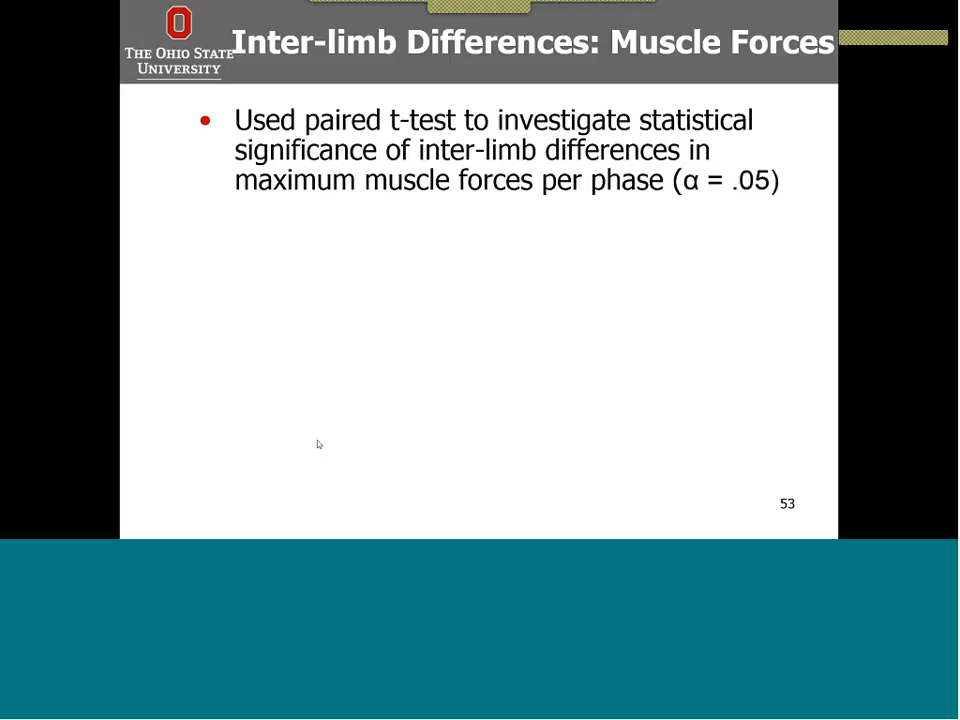 THE OHIO STATE
UNIVERSITY
Inter-limb Differences: Muscle Forces
• Used paired t-test to investigate statistical
significance of inter-limb differences in
maximum muscle forces per phase (α = .05)
53